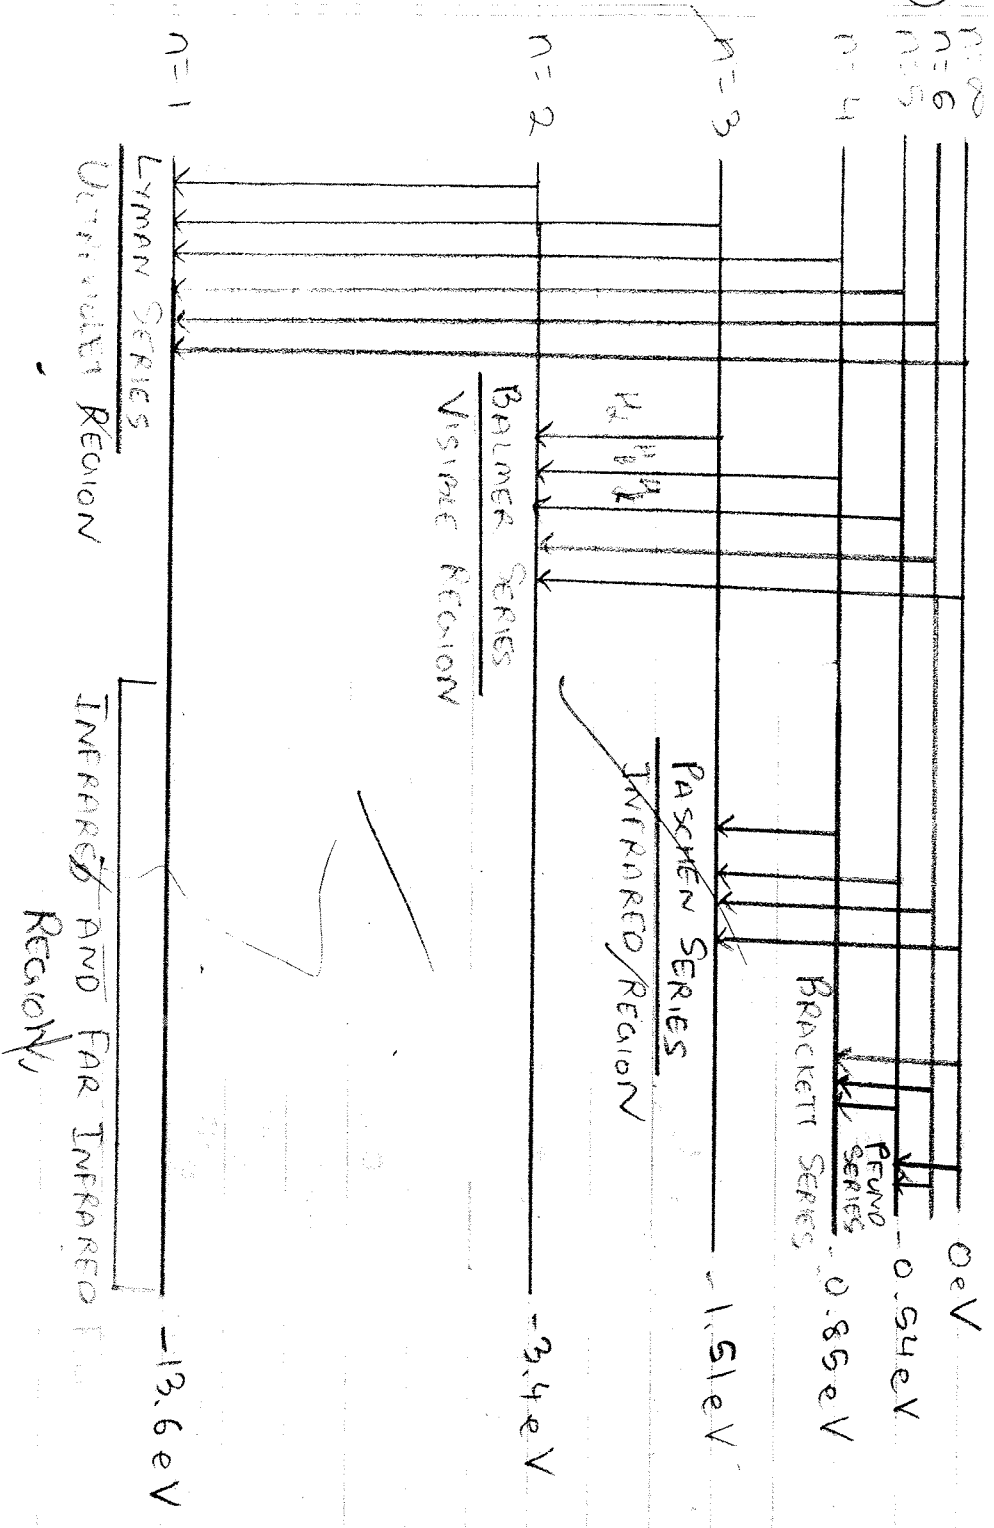 n=∞
n=6
n=5
n=4
n=3
n=2
n=1
0eV
-0.54eV
-0.85eV
-1.51eV
-3.4eV
-13.6eV
PFUND
SERIES
BRACKETT SERIES
PASCHEN SERIES
INFRARED REGION
BALMER SERIES
VISIBLE REGION
LYMAN SERIES
REGION
INFRARED AND FAR INFRARED
REGION